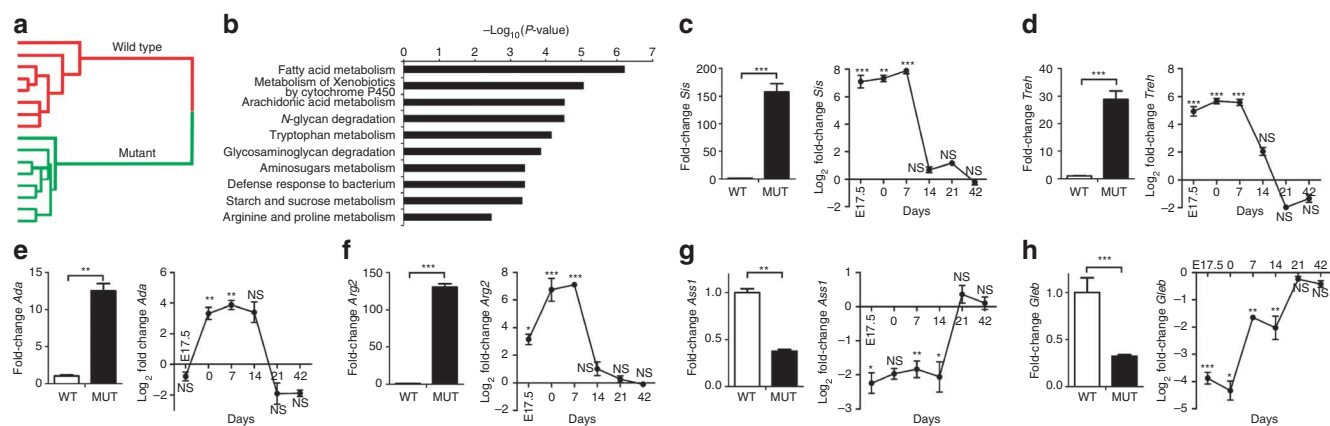 a
Wild type
Mutant
b
–Log10(P-value)
0 1 2 3 4 5 6 7
Fatty acid metabolism
Metabolism of Xenobiotics
by cytochrome P450
Arachidonic acid metabolism
N-glycan degradation
Tryptophan metabolism
Glycosaminoglycan degradation
Aminosugars metabolism
Defense response to bacterium
Starch and sucrose metabolism
Arginine and proline metabolism
c
Fold-change Sis
200
150
100
50
0
***
WT MUT
Log2 fold-change Sis
8
6
4
2
0
−2
*** ** *** NS NS NS
E17.5 0 7 14 21 42
Days
d
Fold-change Treh
40
30
20
10
0
***
WT MUT
Log2 fold-change Treh
8
6
4
2
0
−2
*** *** *** NS NS NS
E17.5 0 7 14 21 42
Days
e
Fold-change Ada
15
10
5
0
**
WT MUT
Log2 fold change Ada
6
4
2
0
−2
NS ** ** NS NS NS
E17.5 0 7 14 21 42
Days
f
Fold-change Arg2
200
150
100
50
0
***
WT MUT
Log2 fold-change Arg2
8
6
4
2
0
−2
* *** *** NS NS NS
E17.5 0 7 14 21 42
Days
g
Fold-change Ass1
1.0
0.5
0.0
**
WT MUT
Log2 fold-change Ass1
1
0
−1
−2
−3
* NS ** * NS NS
E17.5 0 7 14 21 42
Days
h
Fold-change Gleb
1.0
0.5
0.0
***
WT MUT
Log2 fold-change Gleb
0
−1
−2
−3
−4
−5
E17.5 0 7 14 21 42
*** * ** ** NS NS
Days